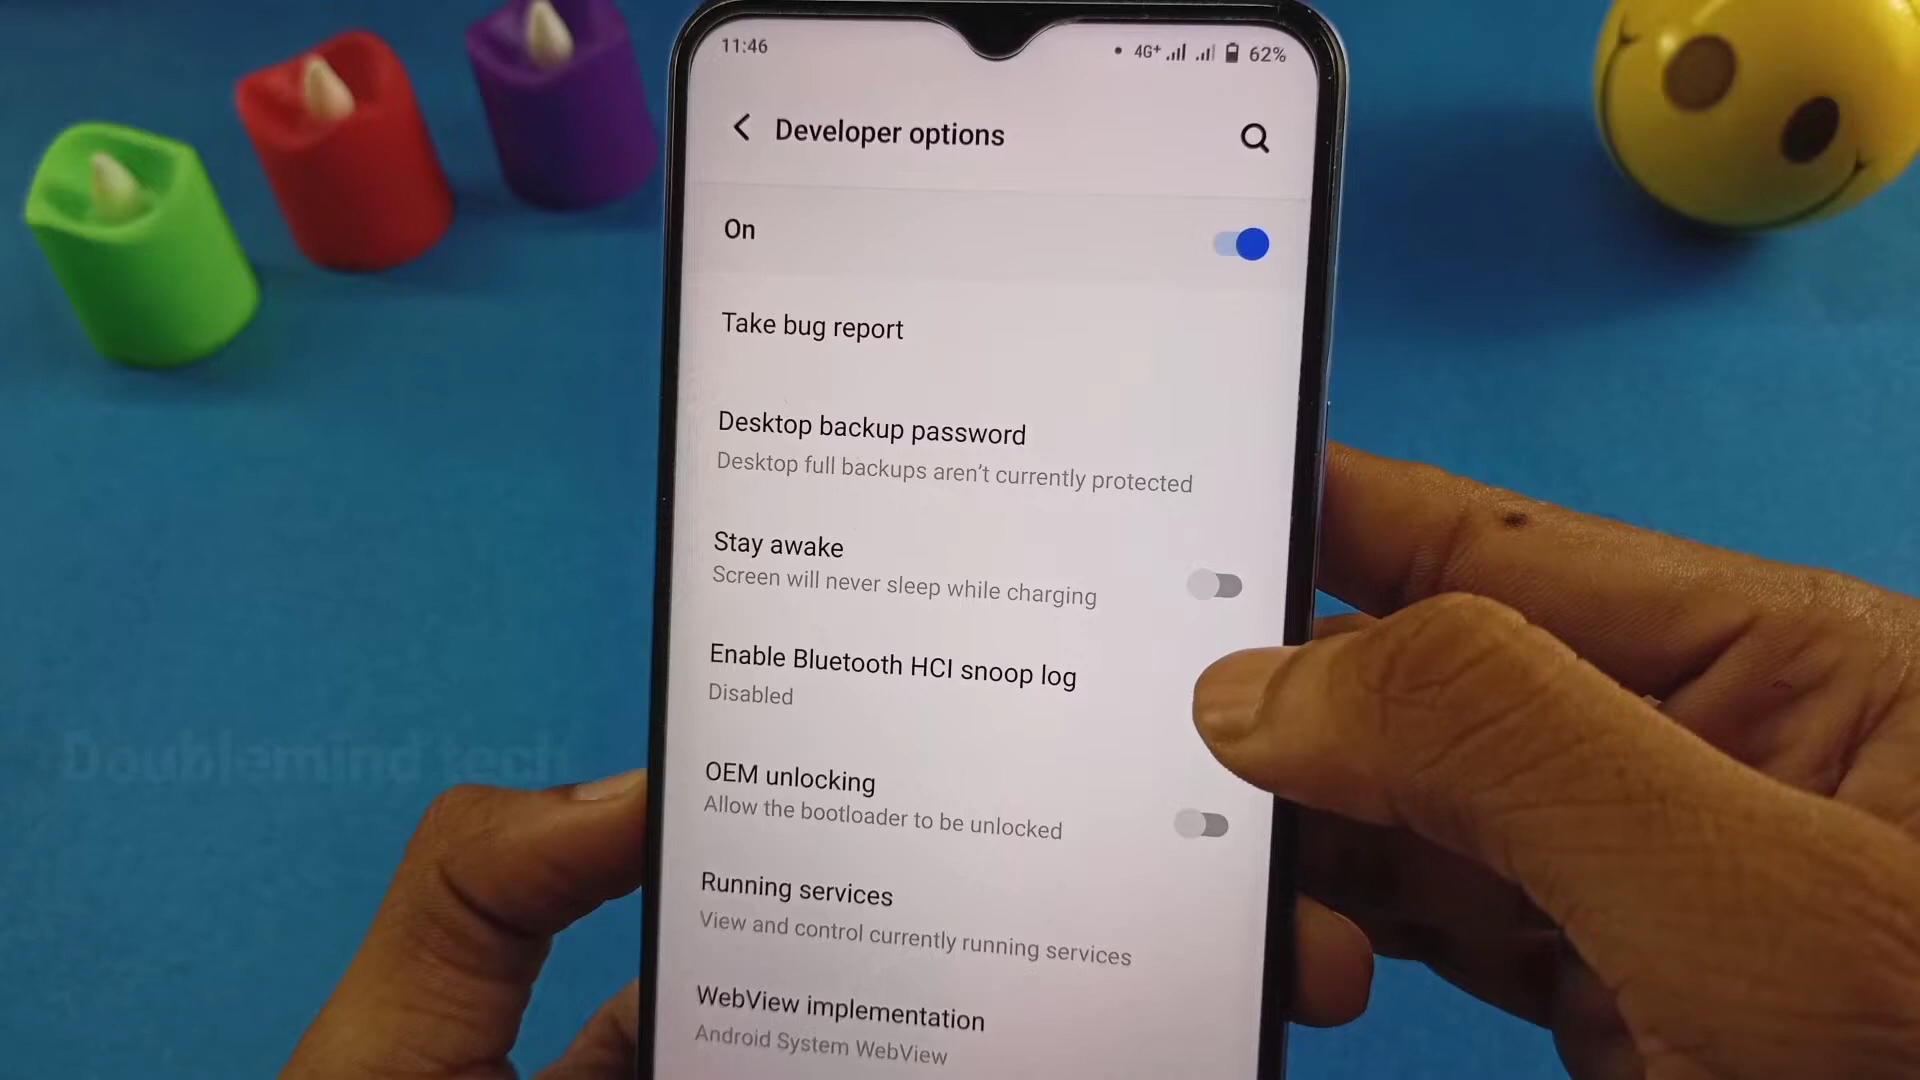 11:46
4G+ 62%
Developer options
On
Take bug report
Desktop backup password
Desktop full backups aren't currently protected
Stay awake
Screen will never sleep while charging
Enable Bluetooth HCI snoop log
Disabled
OEM unlocking
Allow the bootloader to be unlocked
Running services
View and control currently running services
WebView implementation
Android System WebView
Doublemind tech